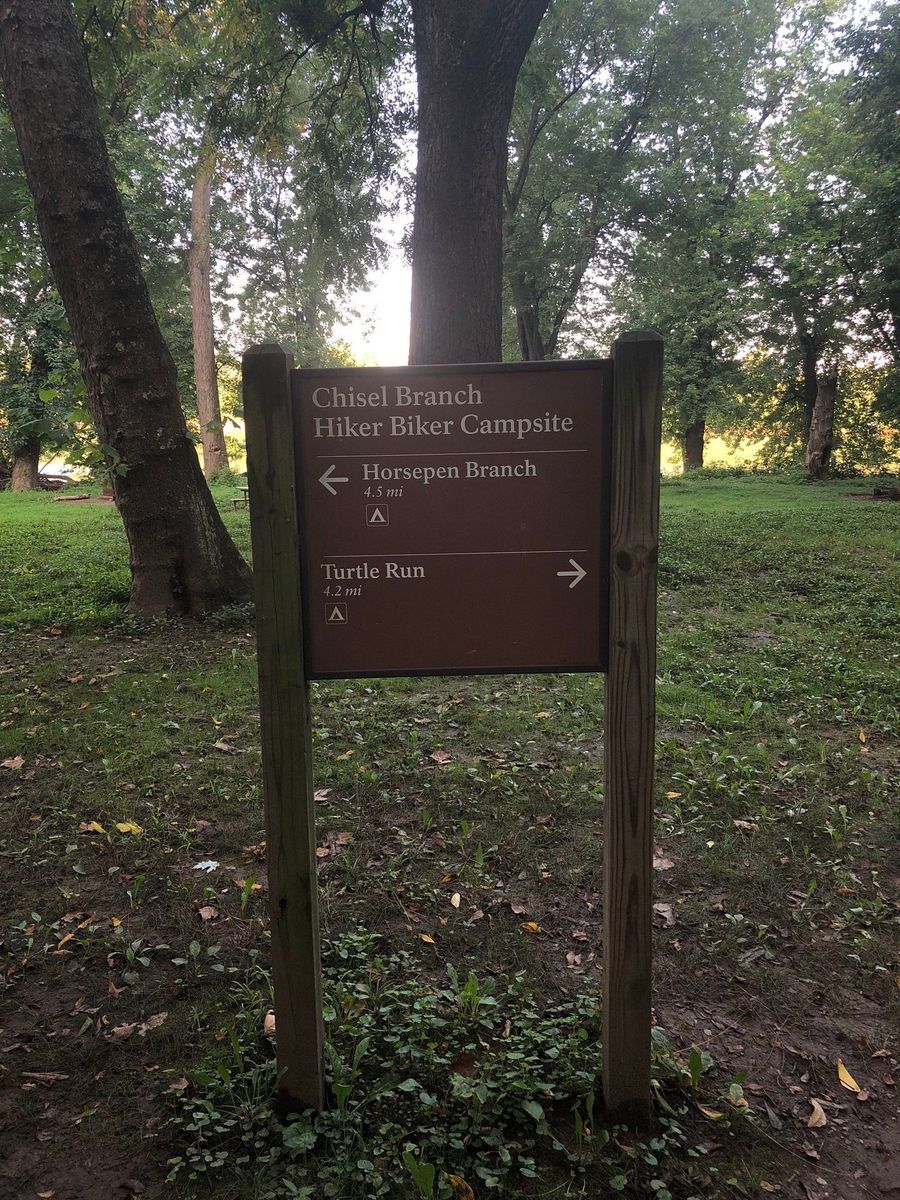 Chisel Branch
Hiker Biker Campsite
Horsepen Branch
4.5 mi
Turtle Run
4.2 mi